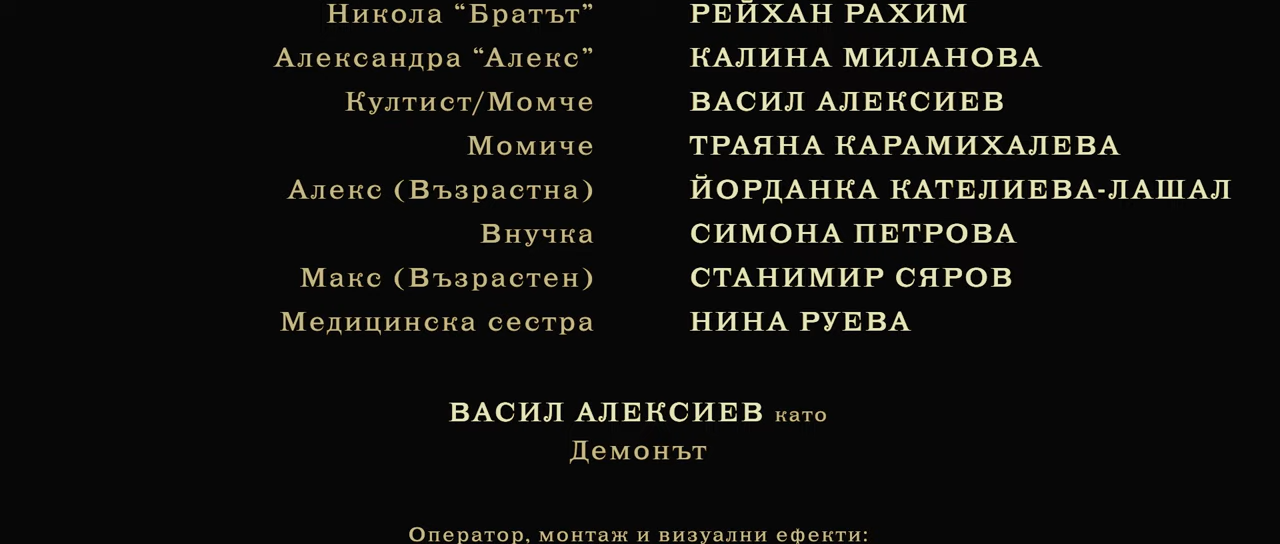 Никола “Братът” РЕЙХАН РАХИМ
Александра “Алекс” КАЛИНА МИЛАНОВА
Култист/Момче ВАСИЛ АЛЕКСИЕВ
Момиче ТРАЯНА КАРАМИХАЛЕВА
Алекс (Възрастна) ЙОРДАНКА КАТЕЛИЕВА-ЛАШАЛ
Внучка СИМОНА ПЕТРОВА
Макс (Възрастен) СТАНИМИР СЯРОВ
Медицинска сестра НИНА РУЕВА
ВАСИЛ АЛЕКСИЕВ като
Демонът
Оператор, монтаж и визуални ефекти: